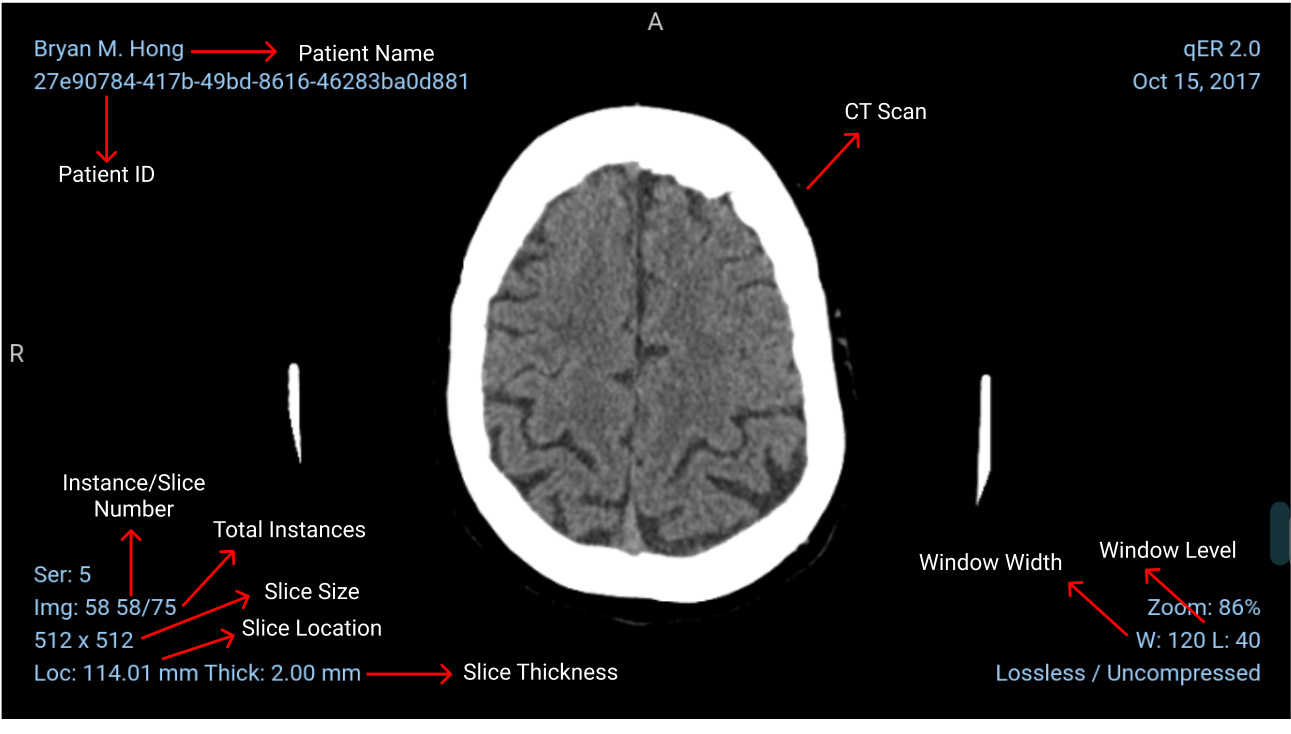 A
Bryan M. Hong
Patient Name
qER 2.0
27e90784-417b-49bd-8616-46283ba0d881
Oct 15, 2017
CT Scan
Patient ID
R
Instance/Slice
Number
Total Instances
Ser: 5
Slice Size
Img: 58 58/75
512 x 512
Slice Location
Loc: 114.01 mm Thick: 2.00 mm
Slice Thickness
Window Width
Window Level
Zoom: 86%
W: 120 L: 40
Lossless / Uncompressed